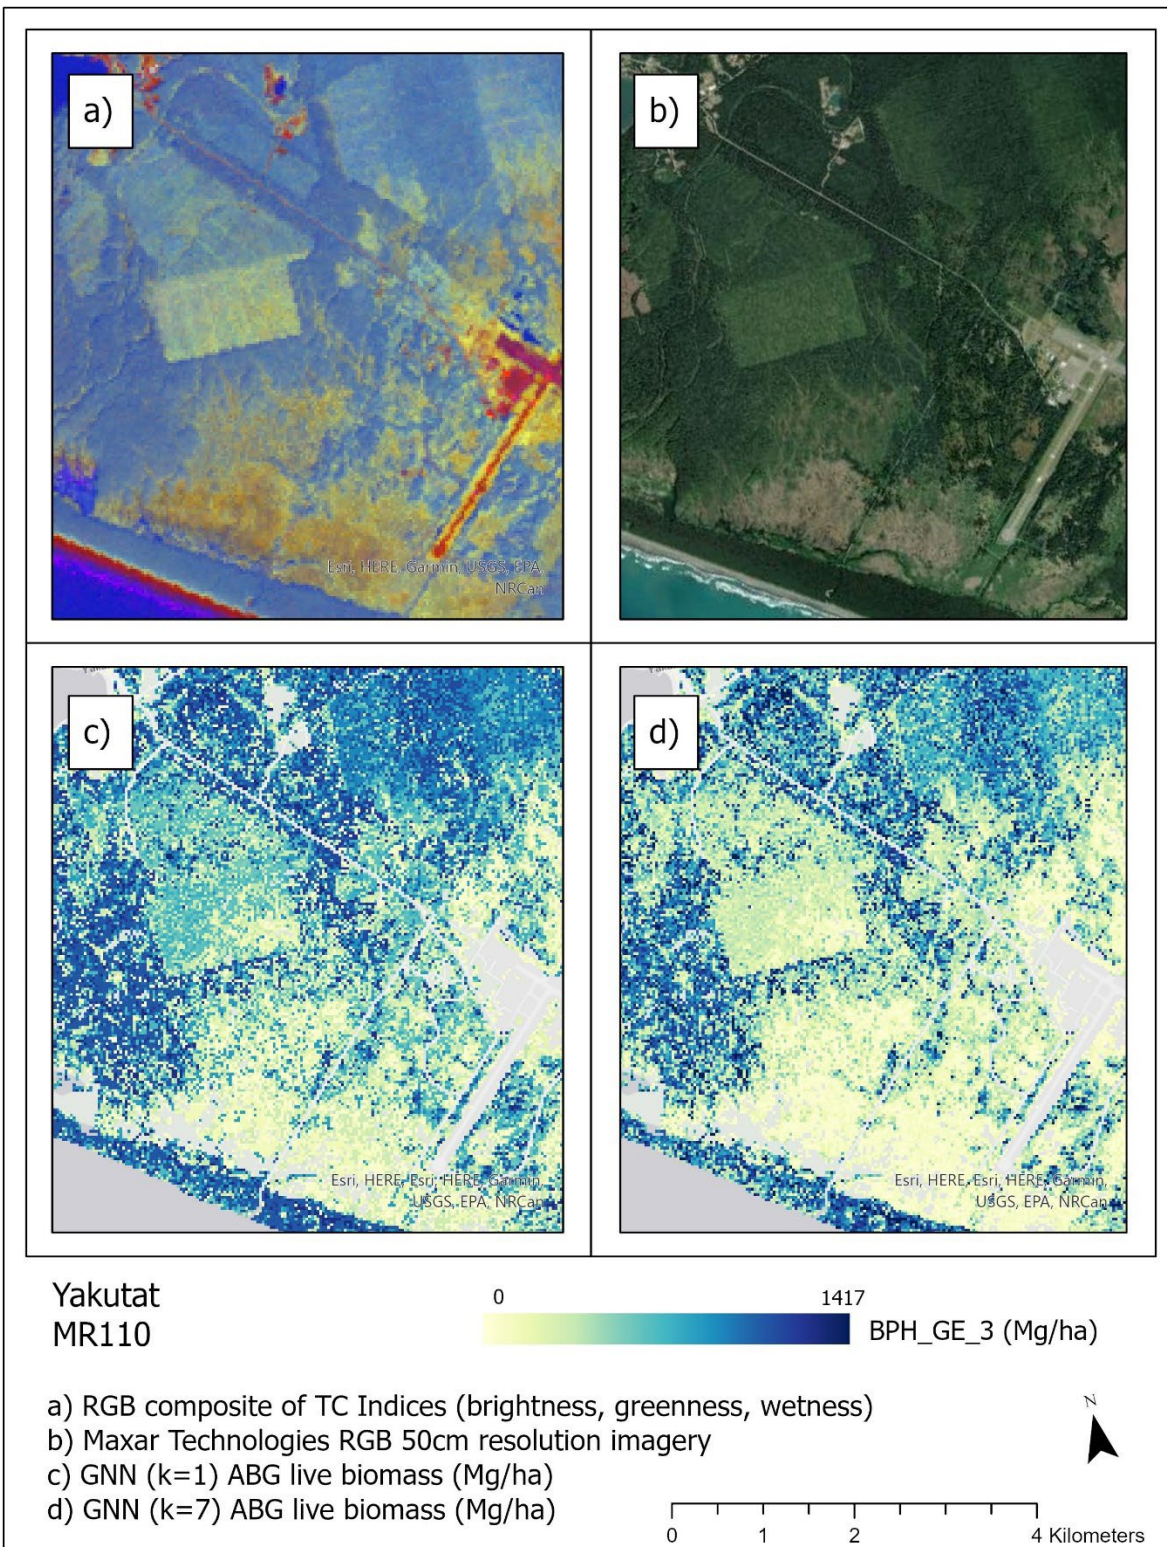 a)
b)
Esri, HERE, Garmin, USGS, EPA,
NRCan
c)
d)
Esri, HERE, Esri, HERE, Garmin,
USGS, EPA, NRCan
Esri, HERE, Esri, HERE, Garmin,
USGS, EPA, NRCan
Yakutat
MR110
0
1417
BPH_GE_3 (Mg/ha)
a) RGB composite of TC Indices (brightness, greenness, wetness)
b) Maxar Technologies RGB 50cm resolution imagery
c) GNN (k=1) ABG live biomass (Mg/ha)
d) GNN (k=7) ABG live biomass (Mg/ha)
N
0 1 2 4 Kilometers